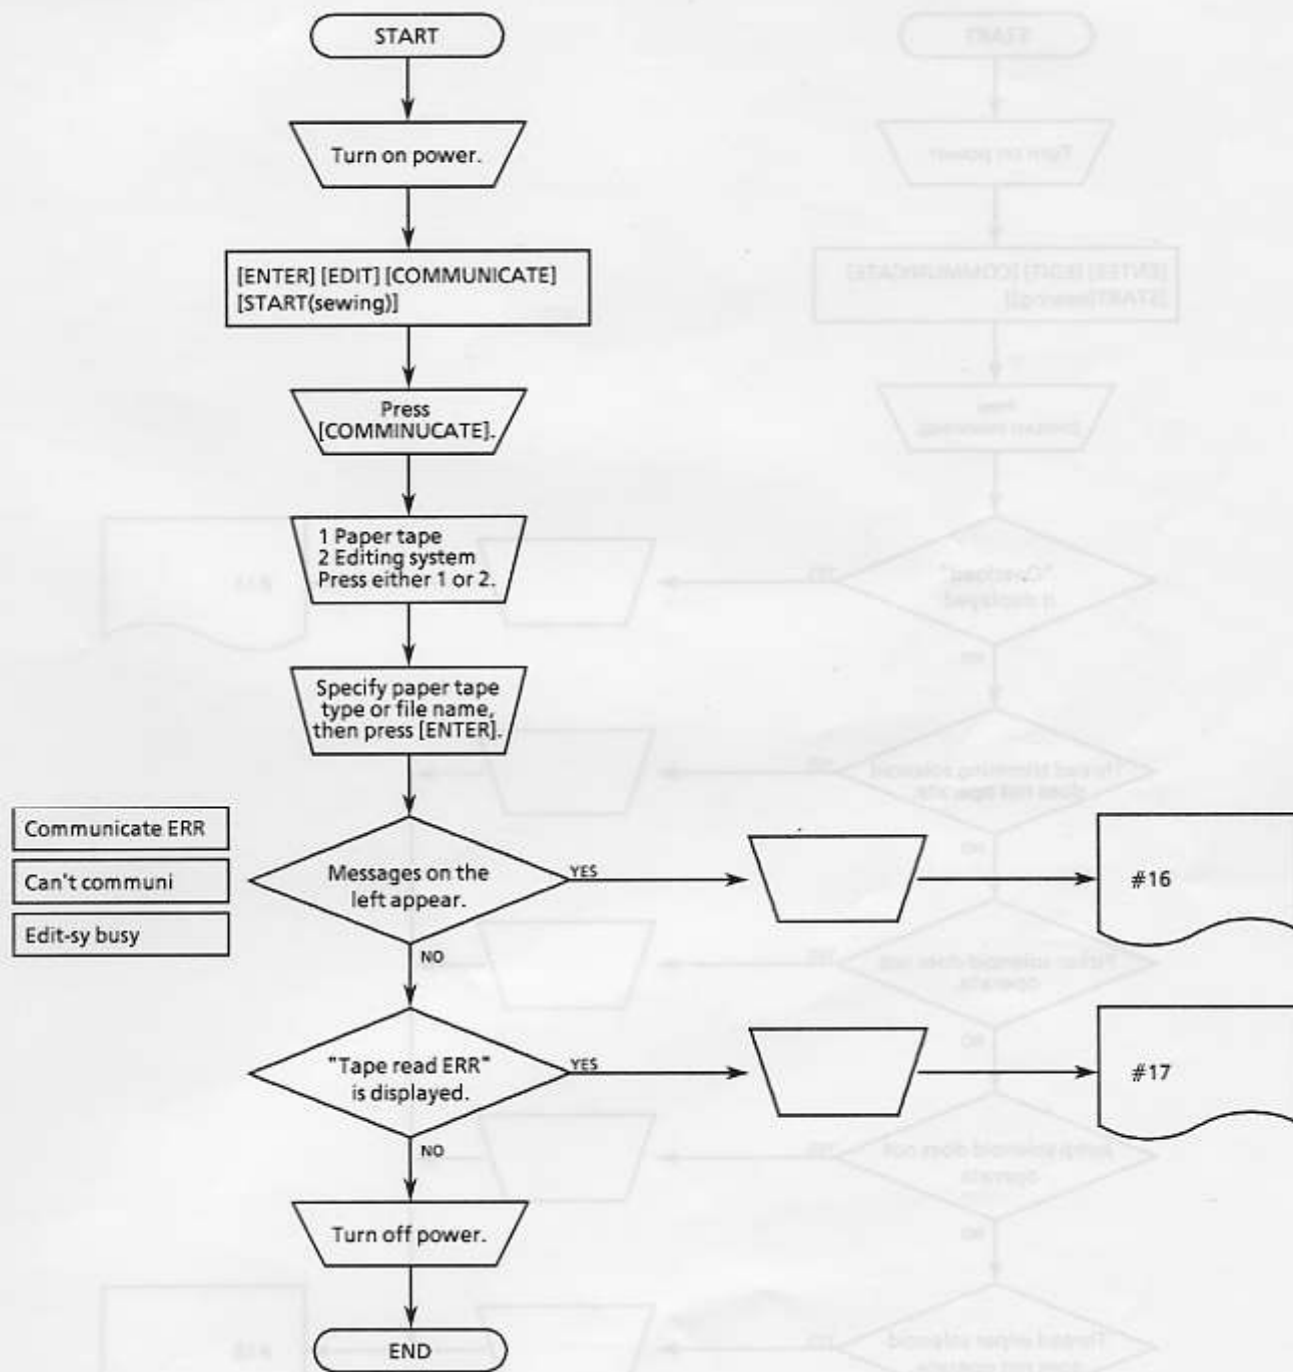 START
Turn on power.
[ENTER] [EDIT] [COMMUNICATE]
[START(sewing)]
Press
[COMMINUCATE].
1 Paper tape
2 Editing system
Press either 1 or 2.
Specify paper tape
type or file name,
then press [ENTER].
Communicate ERR
Can't communi
Edit-sy busy
Messages on the
left appear.
YES
#16
NO
"Tape read ERR"
is displayed.
YES
#17
NO
Turn off power.
END